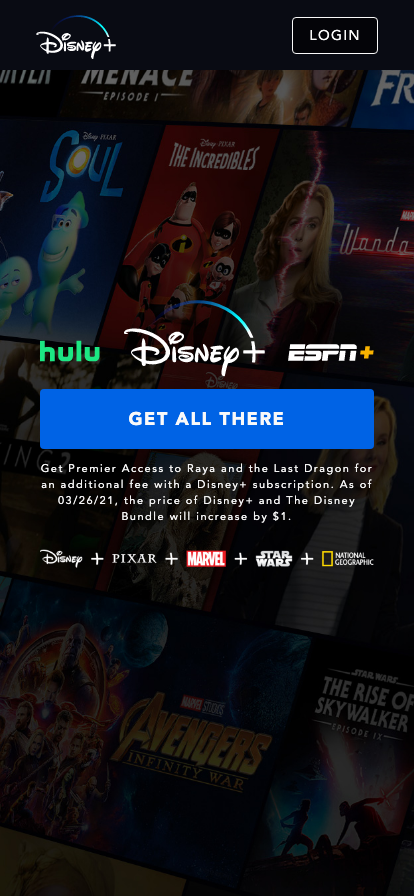 Disney+
LOGIN
MENACE
EPISODE I
FR
Disney PIXAR
SOUL
Disney PIXAR
THE INCREDIBLES
Wanda
hulu Disney+ ESPN+
GET ALL THERE
Get Premier Access to Raya and the Last Dragon for
an additional fee with a Disney+ subscription. As of
03/26/21, the price of Disney+ and The Disney
Bundle will increase by $1.
Disney + PIXAR + MARVEL + STAR WARS + NATIONAL GEOGRAPHIC
MARVEL STUDIOS
AVENGERS
INFINITY WAR
STAR WARS
THE RISE OF
SKYWALKER
EPISODE IX